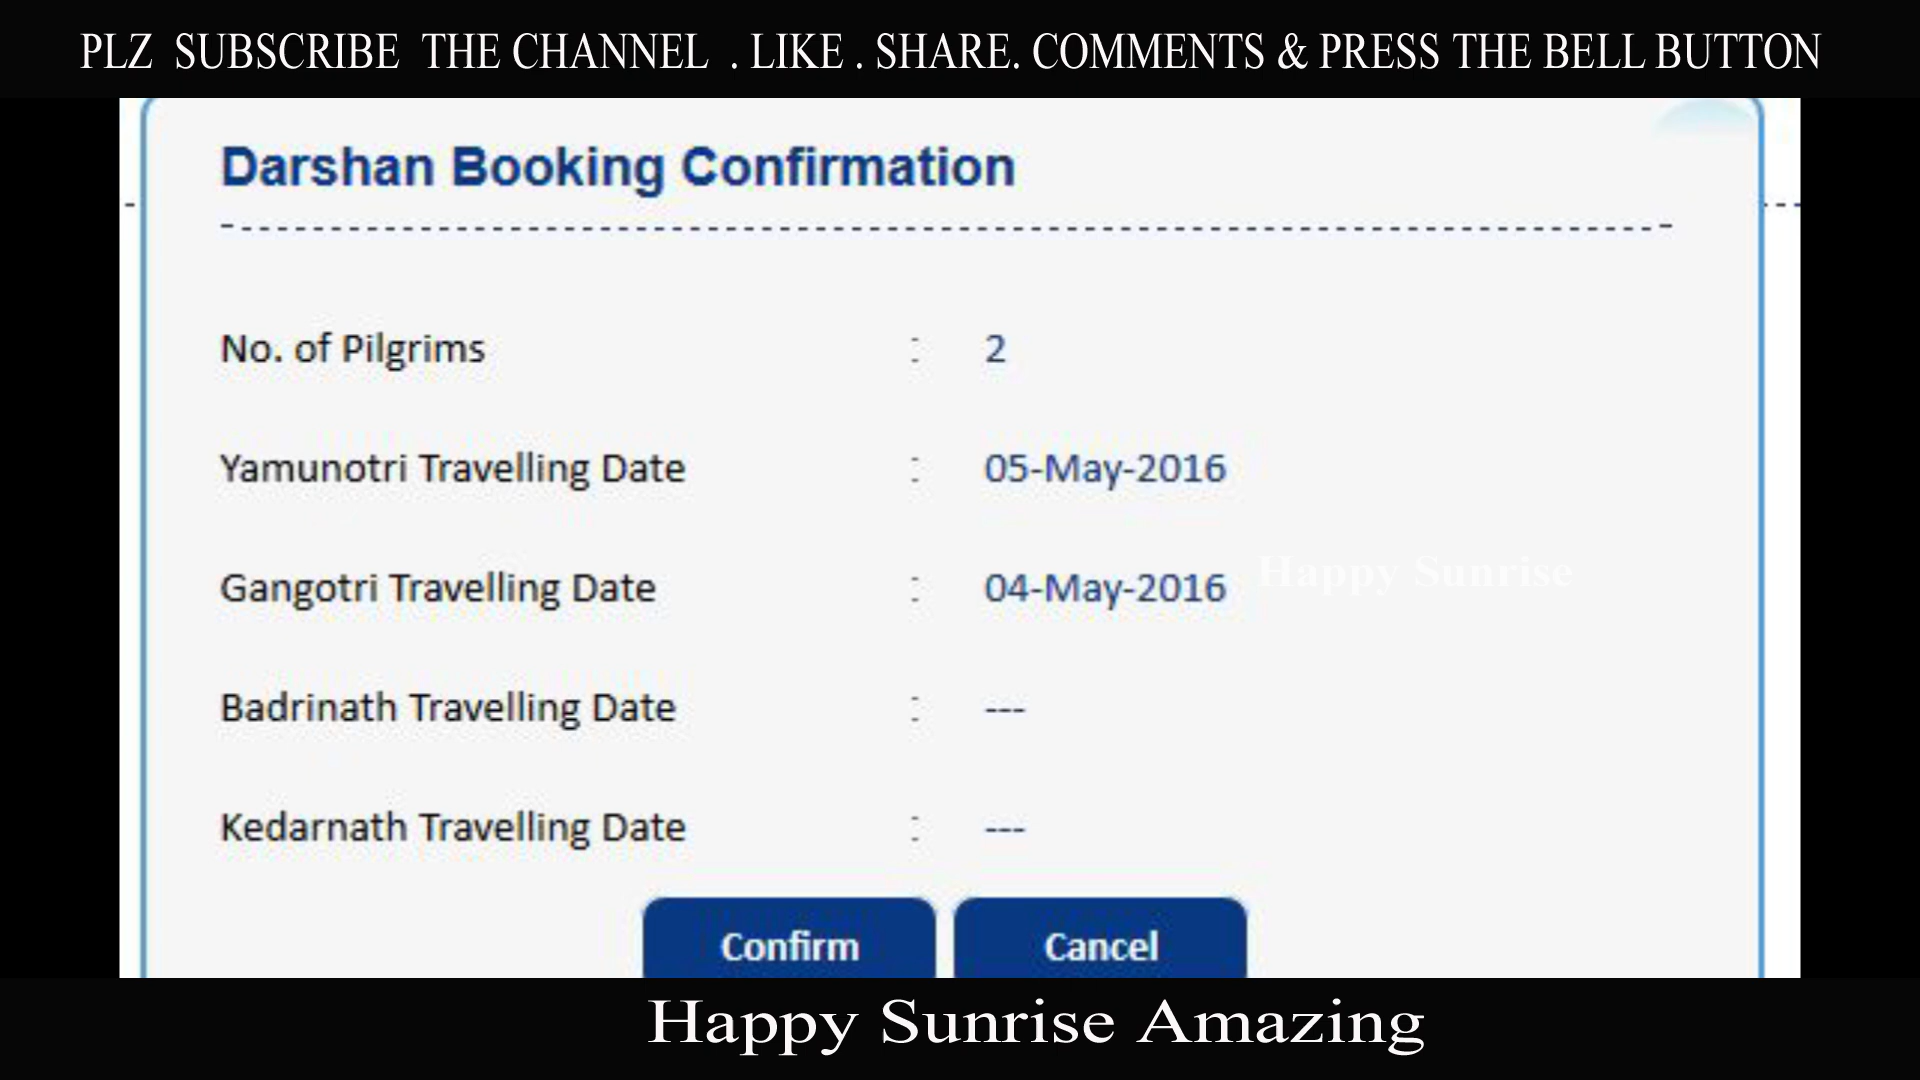 PLZ SUBSCRIBE THE CHANNEL . LIKE . SHARE. COMMENTS & PRESS THE BELL BUTTON
Darshan Booking Confirmation
No. of Pilgrims : 2
Yamunotri Travelling Date : 05-May-2016
Gangotri Travelling Date : 04-May-2016
Happy Sunrise
Badrinath Travelling Date : ---
Kedarnath Travelling Date : ---
Confirm Cancel
Happy Sunrise Amazing